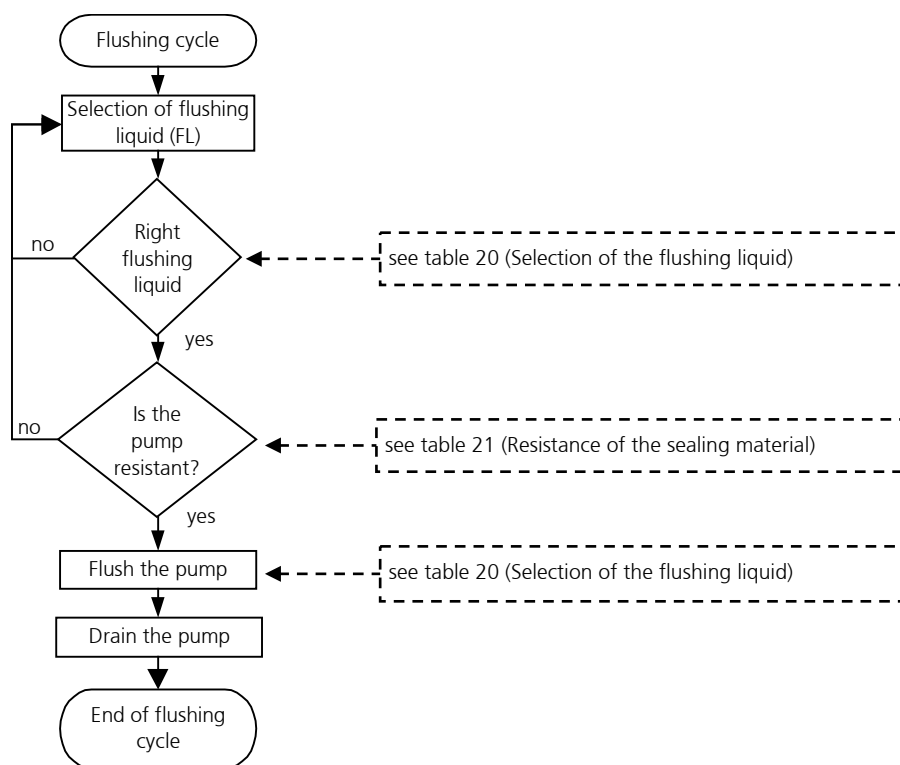 Flushing cycle
Selection of flushing
liquid (FL)
Right
flushing
liquid
no
see table 20 (Selection of the flushing liquid)
yes
Is the
pump
resistant?
no
see table 21 (Resistance of the sealing material)
yes
Flush the pump
see table 20 (Selection of the flushing liquid)
Drain the pump
End of flushing
cycle